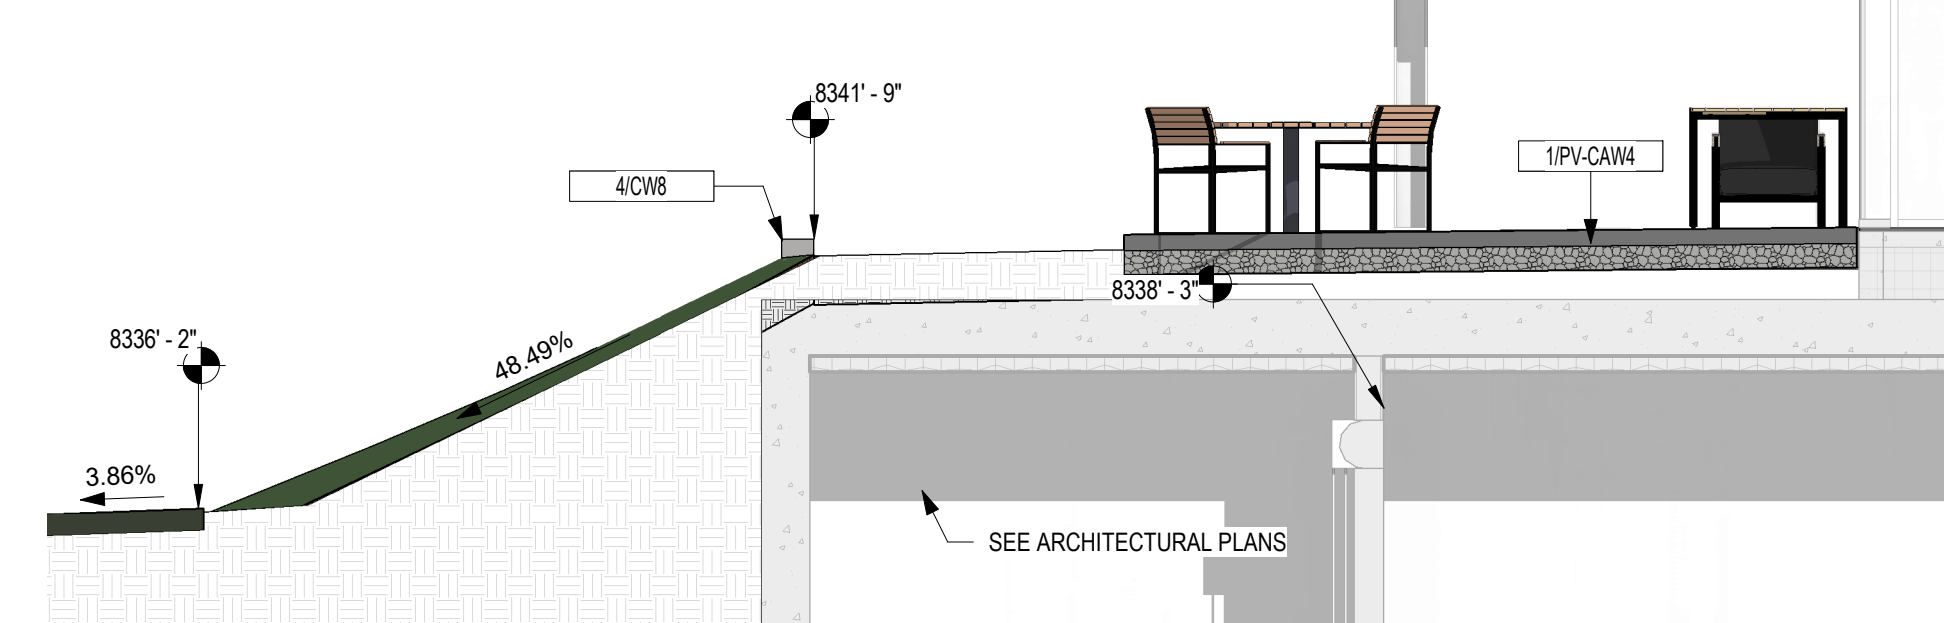 8341' - 9"
4/CW8
1/PV-CAW4
8338' - 3"
8336' - 2"
48.49%
3.86%
SEE ARCHITECTURAL PLANS